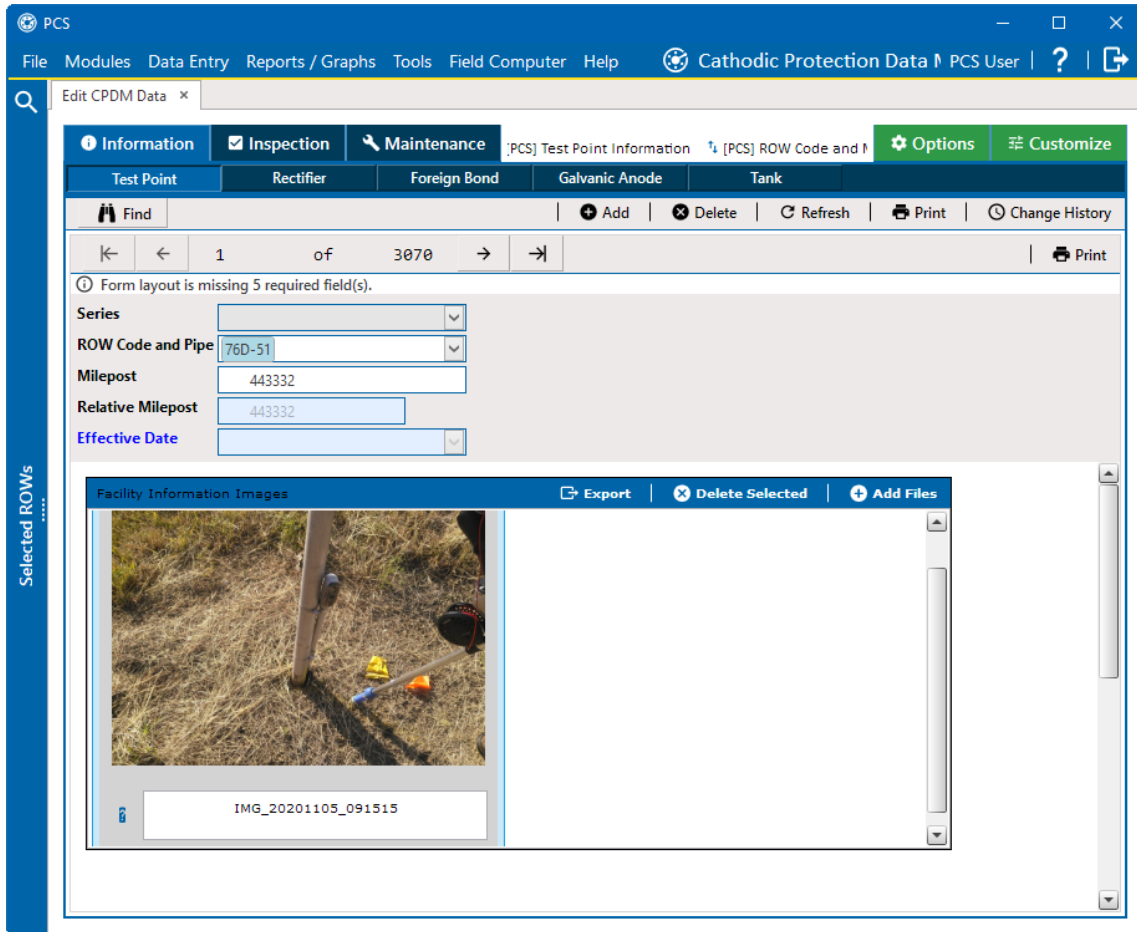 PCS
File Modules Data Entry Reports / Graphs Tools Field Computer Help Cathodic Protection Data PCS User | ? |
Edit CPDM Data ×
Information Inspection Maintenance [PCS] Test Point Information [PCS] ROW Code and Options Customize
Test Point Rectifier Foreign Bond Galvanic Anode Tank
Find | Add | Delete | Refresh | Print | Change History
1 of 3070 | Print
Form layout is missing 5 required field(s).
Series
ROW Code and Pipe 76D-51
Milepost 443332
Relative Milepost 443332
Effective Date
Selected ROWs
Facility Information Images Export | Delete Selected | Add Files
IMG_20201105_091515